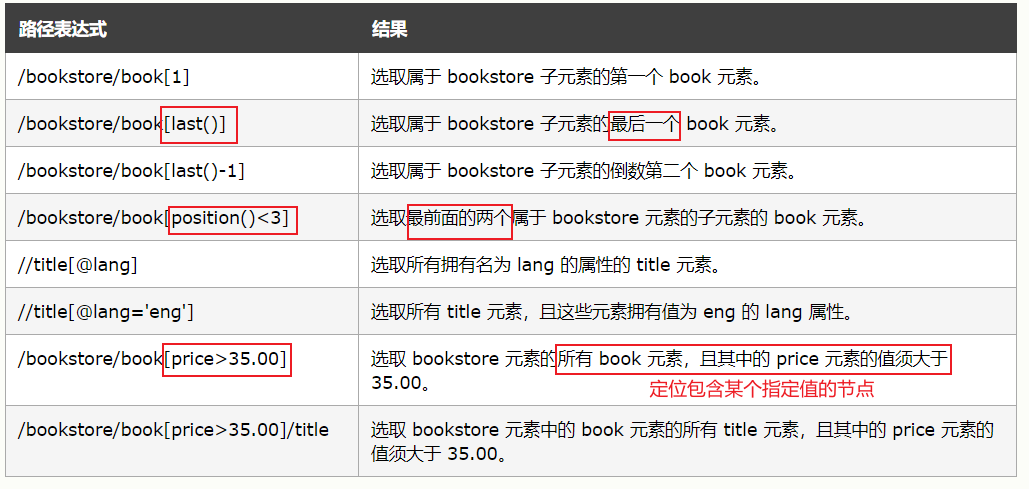 路径表达式 结果
/bookstore/book[1] 选取属于 bookstore 子元素的第一个 book 元素。
/bookstore/book[last()] 选取属于 bookstore 子元素的最后一个 book 元素。
/bookstore/book[last()-1] 选取属于 bookstore 子元素的倒数第二个 book 元素。
/bookstore/book[position()<3] 选取最前面的两个属于 bookstore 元素的子元素的 book 元素。
//title[@lang] 选取所有拥有名为 lang 的属性的 title 元素。
//title[@lang='eng'] 选取所有 title 元素，且这些元素拥有值为 eng 的 lang 属性。
/bookstore/book[price>35.00] 选取 bookstore 元素的所有 book 元素，且其中的 price 元素的值须大于
35.00。
定位包含某个指定值的节点
/bookstore/book[price>35.00]/title 选取 bookstore 元素中的 book 元素的所有 title 元素，且其中的 price 元素的
值须大于 35.00。